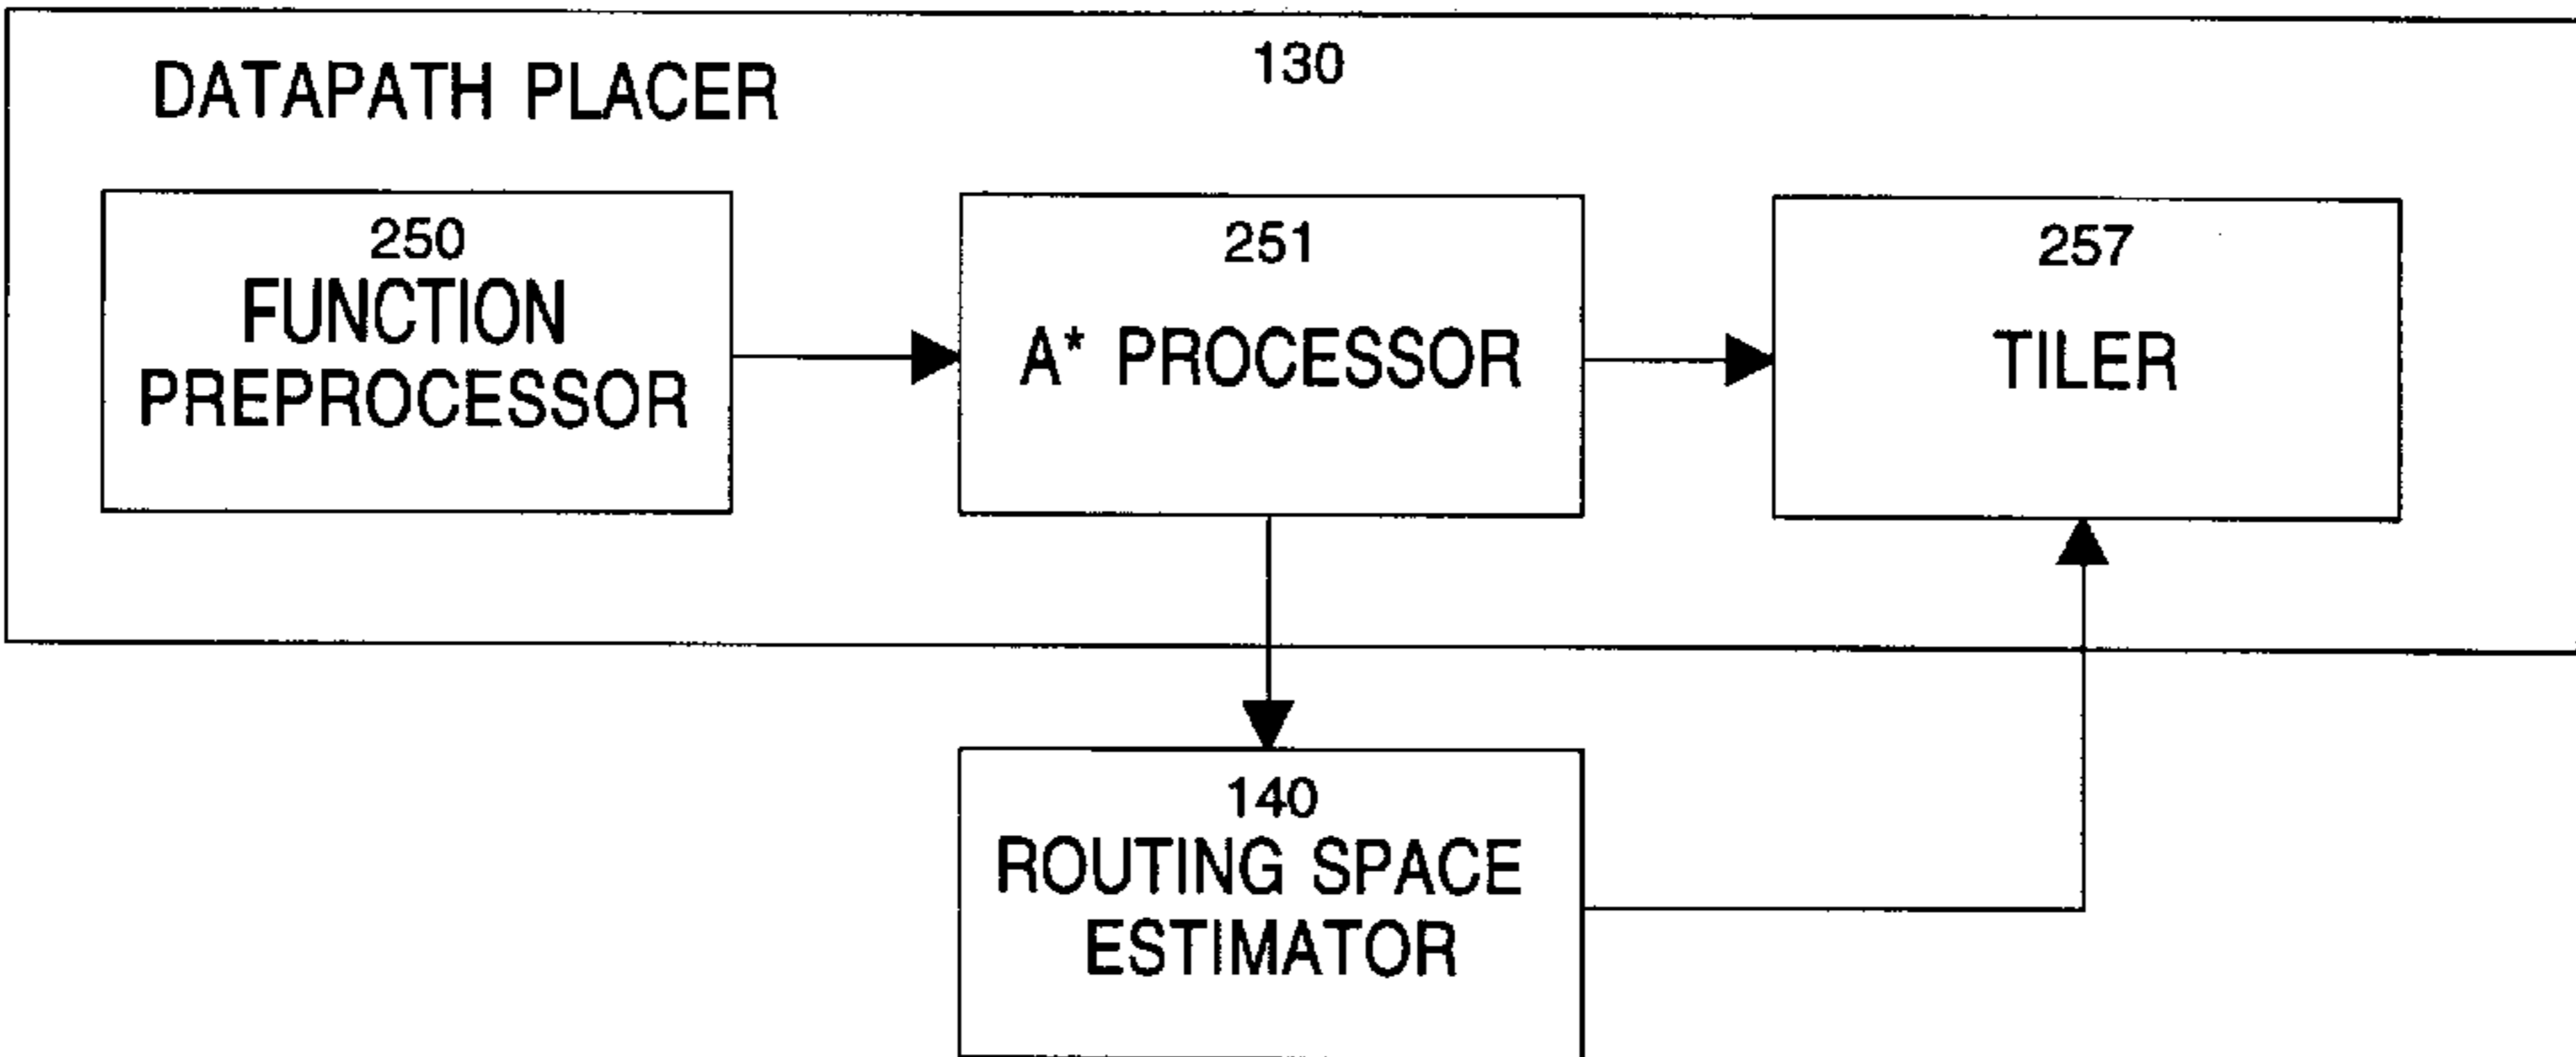 DATAPATH PLACER
130
250
FUNCTION
PREPROCESSOR
251
A* PROCESSOR
257
TILER
140
ROUTING SPACE
ESTIMATOR